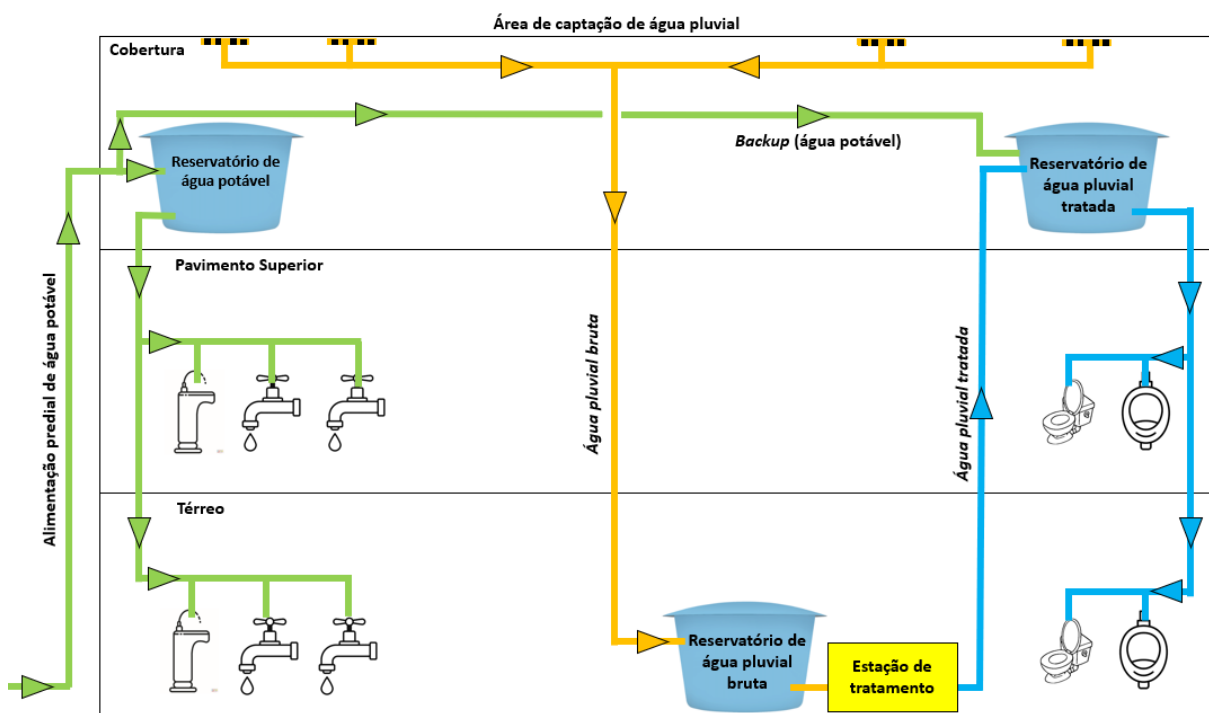 Área de captação de água pluvial
Cobertura
Backup (água potável)
Reservatório de
água potável
Reservatório de
água pluvial
tratada
Alimentação predial de água potável
Pavimento Superior
Água pluvial bruta
Água pluvial tratada
Térreo
Reservatório de
água pluvial
bruta
Estação de
tratamento